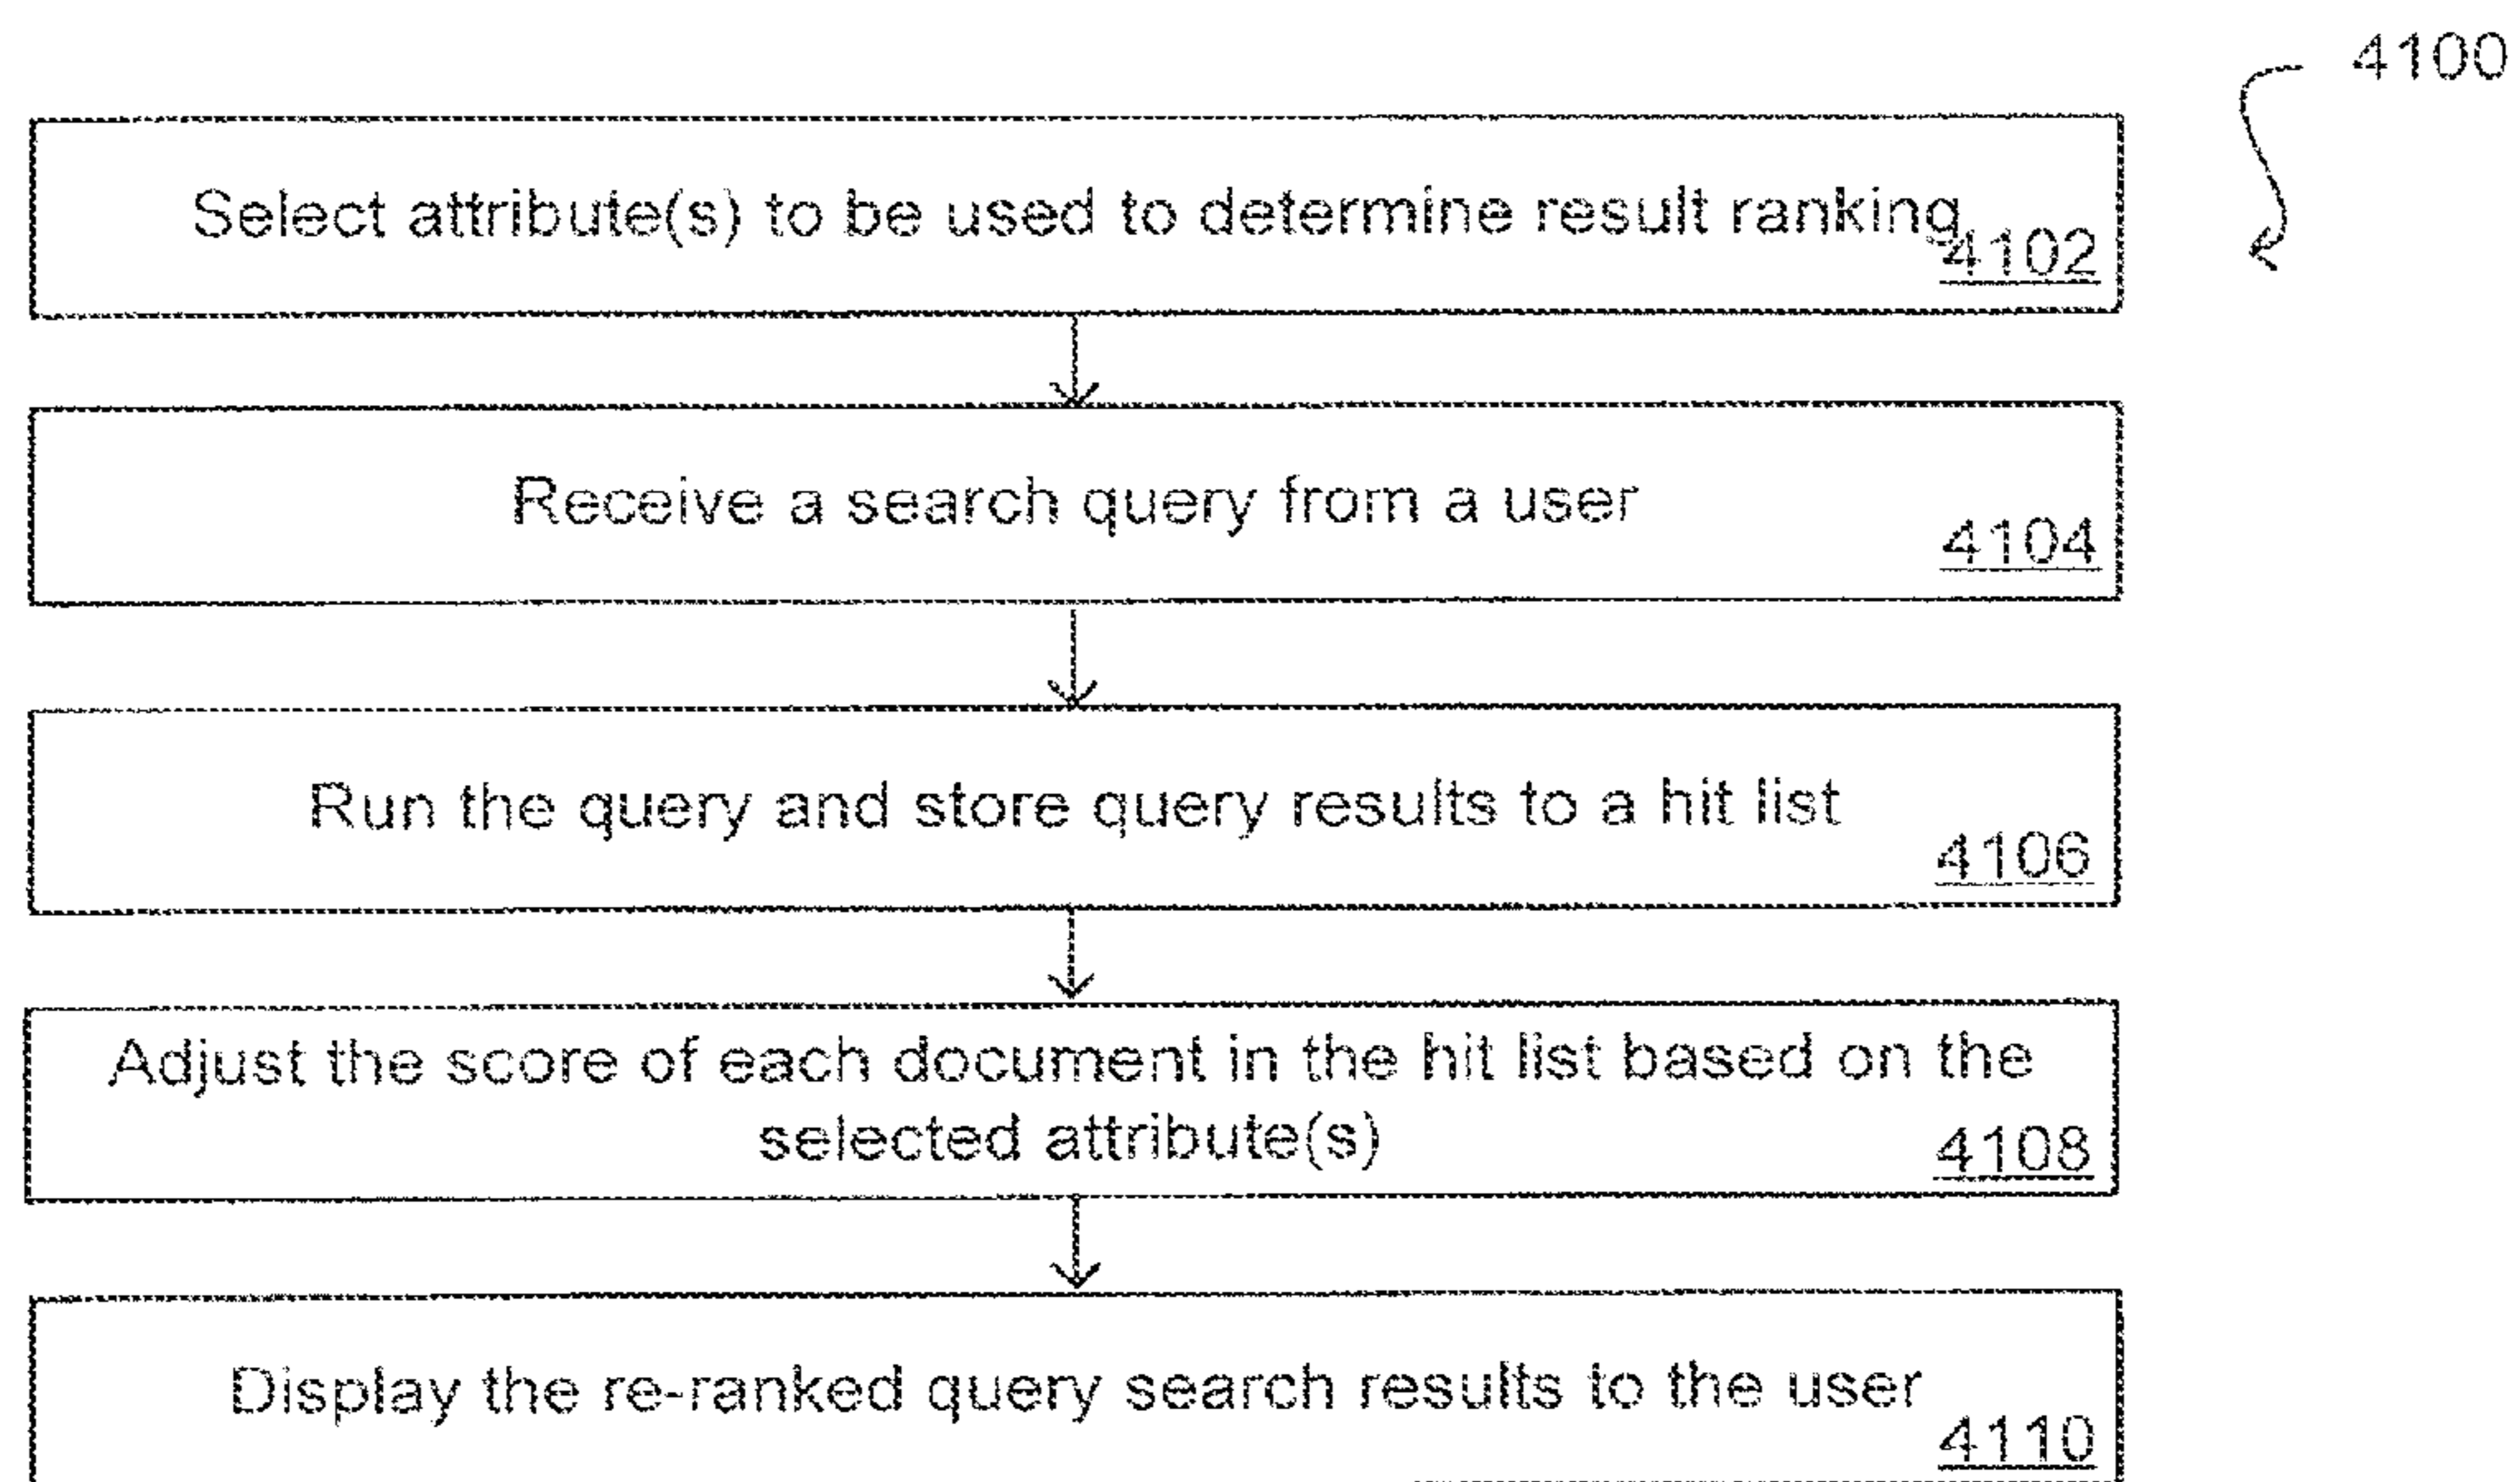 4100
Select attribute(s) to be used to determine result ranking
4102
Receive a search query from a user
4104
Run the query and store query results to a hit list
4106
Adjust the score of each document in the hit list based on the
selected attribute(s)
4108
Display the re-ranked query search results to the user
4110